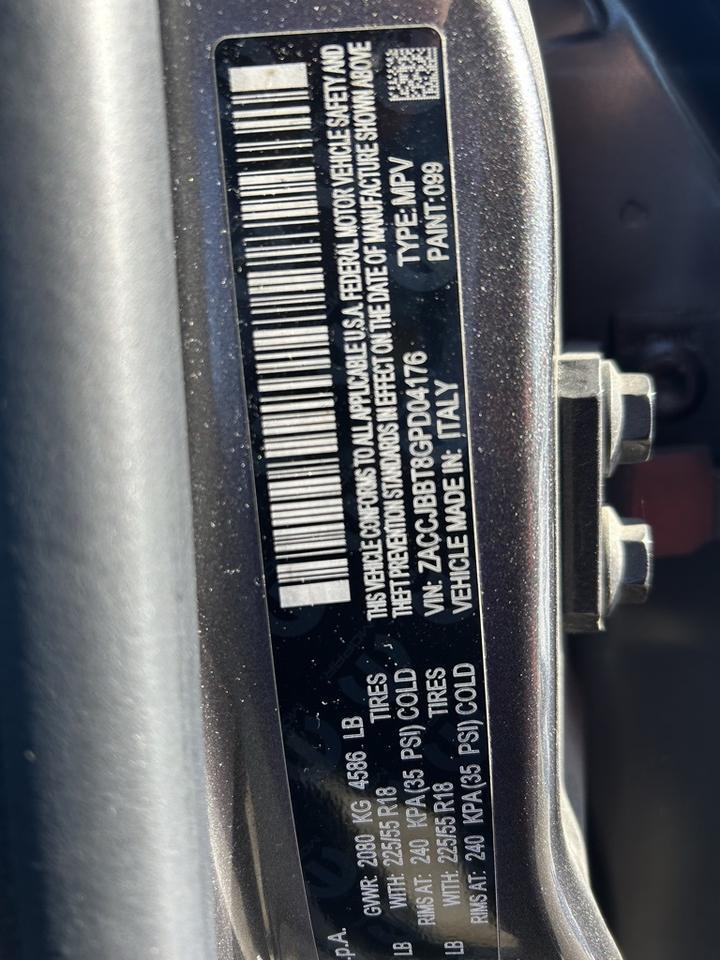 .p.A.
GVWR: 2080 KG 4586 LB
LB WITH: 225/55 R18 TIRES
RIMS AT: 240 KPA(35 PSI) COLD
LB WITH: 225/55 R18 TIRES
RIMS AT: 240 KPA(35 PSI) COLD
THIS VEHICLE CONFORMS TO ALL APPLICABLE U.S.A. FEDERAL MOTOR VEHICLE SAFETY AND
THEFT PREVENTION STANDARDS IN EFFECT ON THE DATE OF MANUFACTURE SHOWN ABOVE
VIN: ZACCJBBT8GPD04176 TYPE: MPV
VEHICLE MADE IN: ITALY PAINT: 099